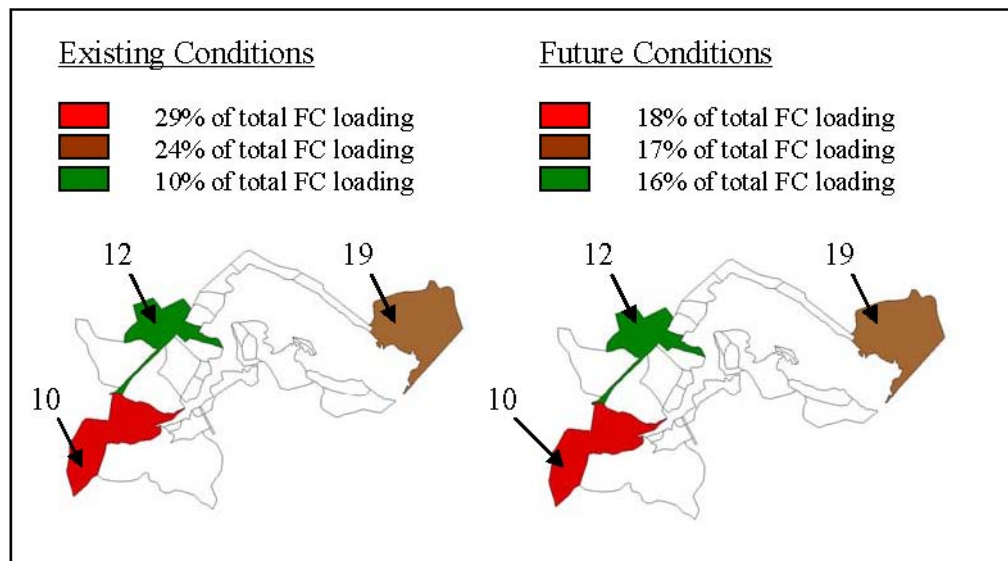 Existing Conditions
29% of total FC loading
24% of total FC loading
10% of total FC loading
12
19
10
Future Conditions
18% of total FC loading
17% of total FC loading
16% of total FC loading
12
19
10